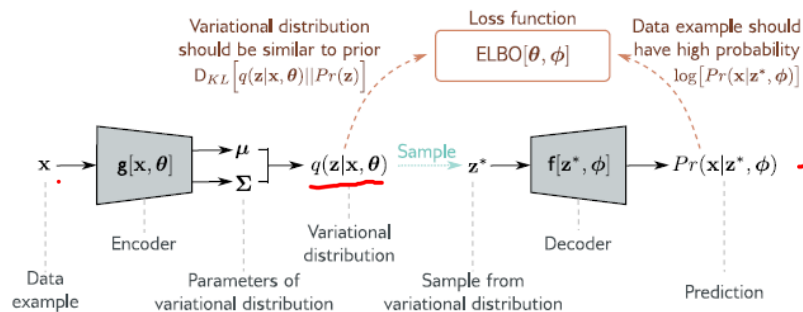 Variational distribution
should be similar to prior
D_KL[q(z|x, θ)||Pr(z)]
Loss function
ELBO[θ, ϕ]
Data example should
have high probability
log[Pr(x|z*, ϕ)]
x
g[x, θ]
μ
Σ
q(z|x, θ)
Sample
z*
f[z*, ϕ]
Pr(x|z*, ϕ)
Encoder
Variational
distribution
Decoder
Data
example
Parameters of
variational distribution
Sample from
variational distribution
Prediction